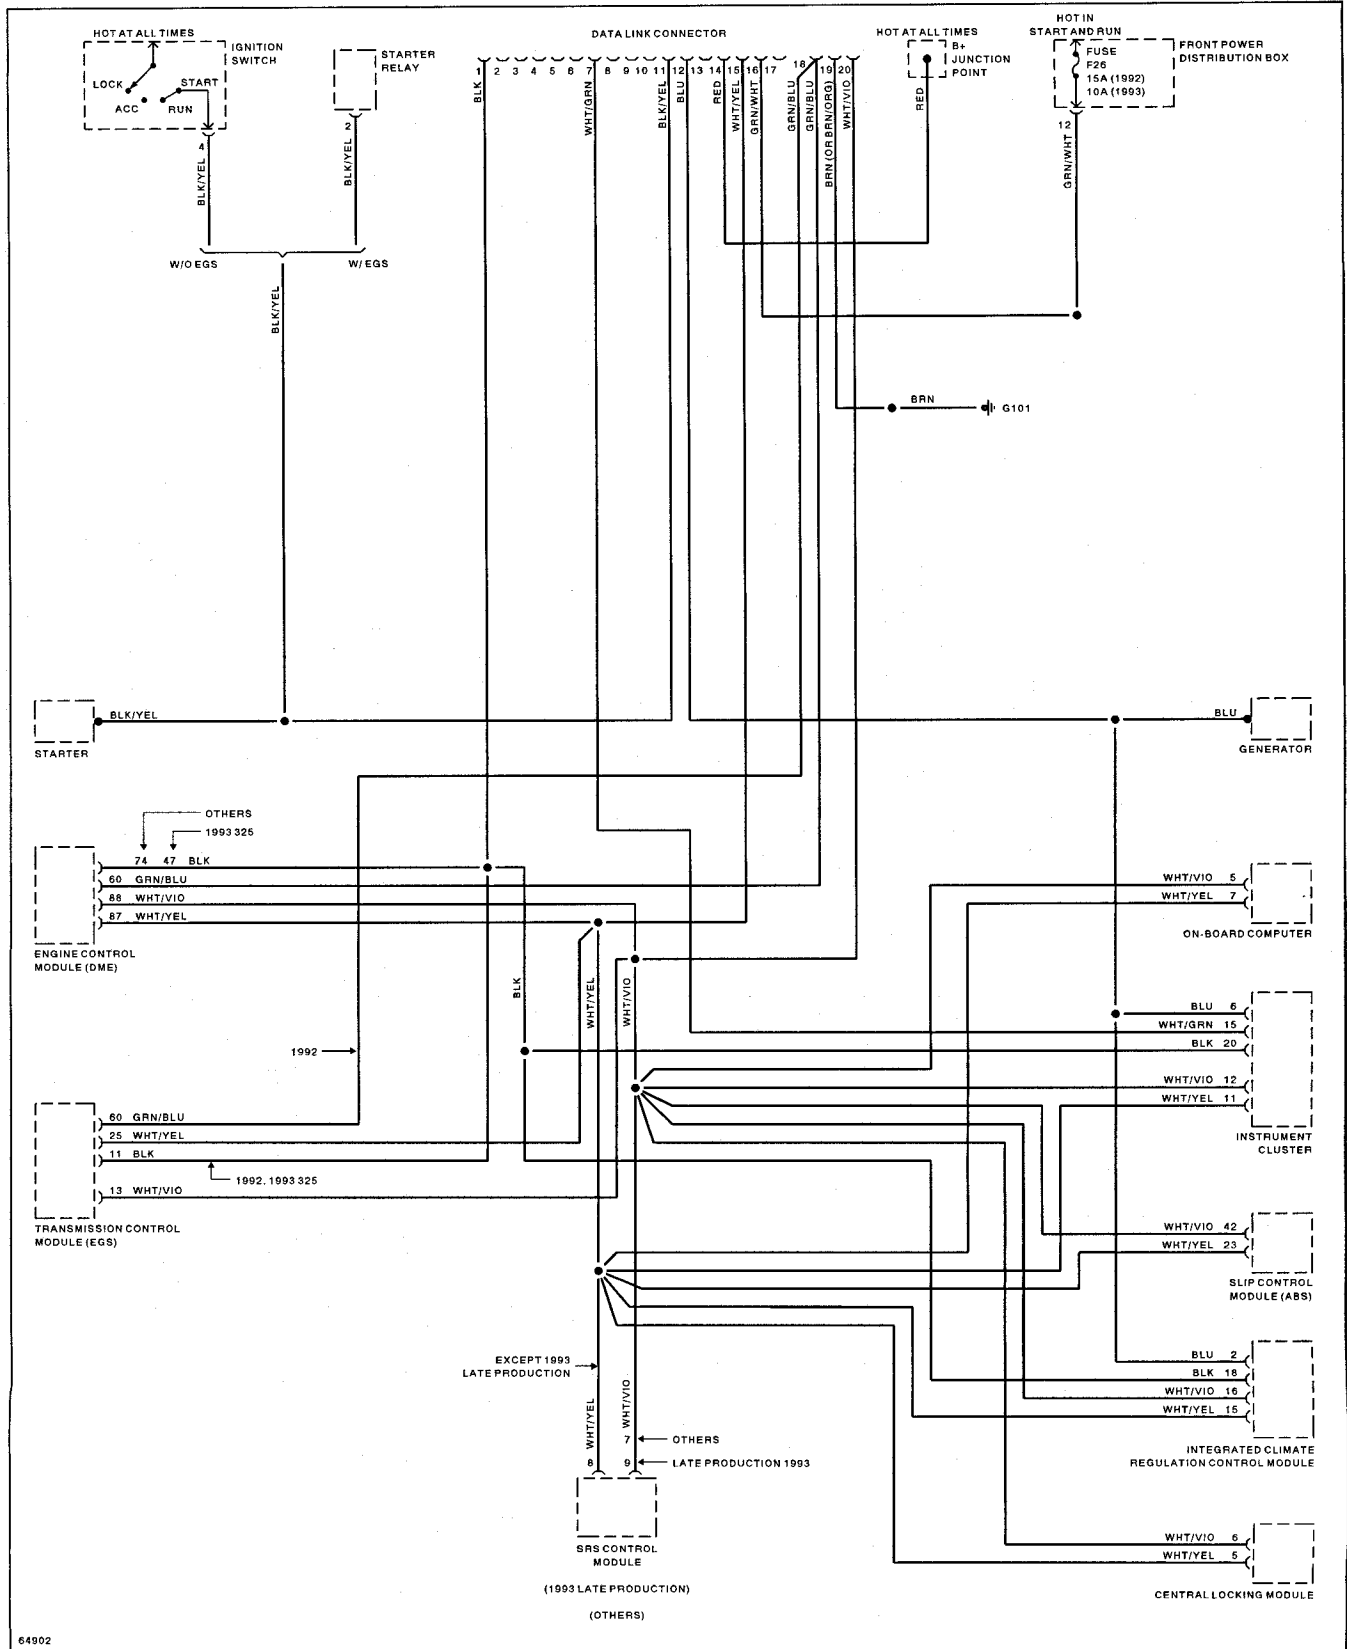 HOT AT ALL TIMES
IGNITION
SWITCH
LOCK
START
ACC
RUN
4
BLK/YEL
STARTER
RELAY
2
BLK/YEL
W/O EGS
W/ EGS
BLK/YEL
DATA LINK CONNECTOR
1 2 3 4 5 6 7 8 9 10 11 12 13 14 15 16 17 18 19 20
BLK
WHT/GRN
BLK/YEL
BLU
RED
WHT/YEL
GRN/WHT
GRN/BLU
GRN/BLU
BRN (OR BRN/ORG)
WHT/VIO
HOT AT ALL TIMES
B+
JUNCTION
POINT
RED
HOT IN
START AND RUN
FUSE
F26
15A (1992)
10A (1993)
FRONT POWER
DISTRIBUTION BOX
12
GRN/WHT
BRN
G101
BLK/YEL
STARTER
BLU
GENERATOR
OTHERS
1993 325
74 47 BLK
60 GRN/BLU
88 WHT/VIO
87 WHT/YEL
ENGINE CONTROL
MODULE (DME)
BLK
WHT/YEL
WHT/VIO
1992
60 GRN/BLU
25 WHT/YEL
11 BLK
1992, 1993 325
13 WHT/VIO
TRANSMISSION CONTROL
MODULE (EGS)
WHT/VIO 5
WHT/YEL 7
ON-BOARD COMPUTER
BLU 6
WHT/GRN 15
BLK 20
WHT/VIO 12
WHT/YEL 11
INSTRUMENT
CLUSTER
WHT/VIO 42
WHT/YEL 23
SLIP CONTROL
MODULE (ABS)
BLU 2
BLK 18
WHT/VIO 16
WHT/YEL 15
INTEGRATED CLIMATE
REGULATION CONTROL MODULE
EXCEPT 1993
LATE PRODUCTION
WHT/YEL
WHT/VIO
7 OTHERS
8 9 LATE PRODUCTION 1993
SRS CONTROL
MODULE
(1993 LATE PRODUCTION)
(OTHERS)
WHT/VIO 6
WHT/YEL 5
CENTRAL LOCKING MODULE
64902